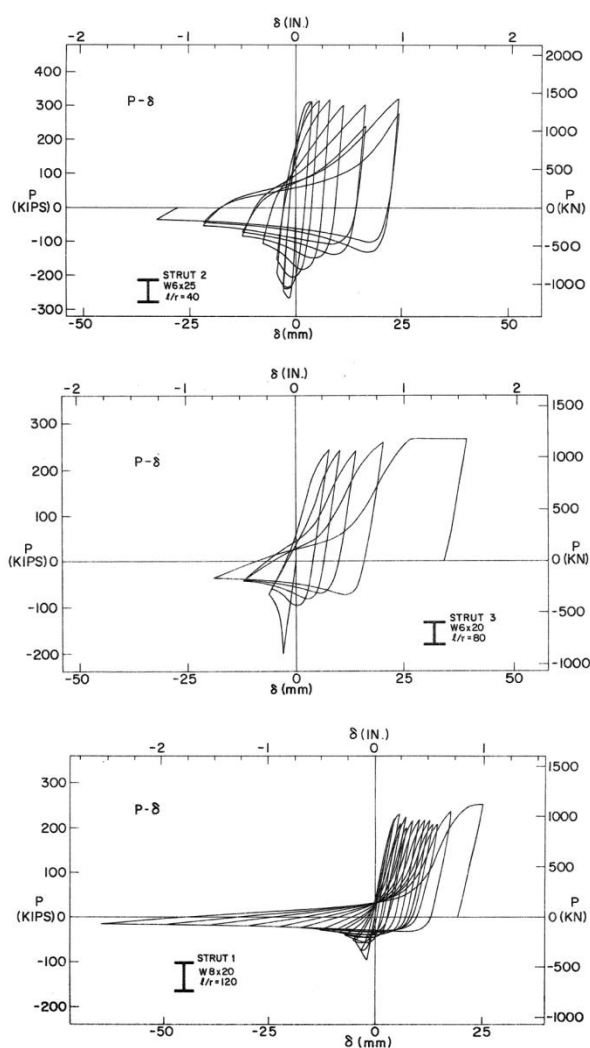 δ (IN.)
-2 -1 0 1 2
400
300
200
100
P
(KIPS) 0
-100
-200
-300
P-δ
STRUT 2
W6x25
ℓ/r=40
2000
1500
1000
500
P
0 (KN)
-500
-1000
-50 -25 0 25 50
δ(mm)
δ (IN.)
-2 -1 0 1 2
300
200
100
P
(KIPS) 0
-100
-200
P-δ
STRUT 3
W6x20
ℓ/r=80
1500
1000
500
P
0 (KN)
-500
-1000
-50 -25 0 25 50
δ(mm)
δ (IN.)
-2 -1 0 1
300
200
100
P
(KIPS) 0
-100
-200
P-δ
STRUT 1
W8x20
ℓ/r=120
1500
1000
500
P
0 (KN)
-500
-1000
-50 -25 0 25
δ(mm)